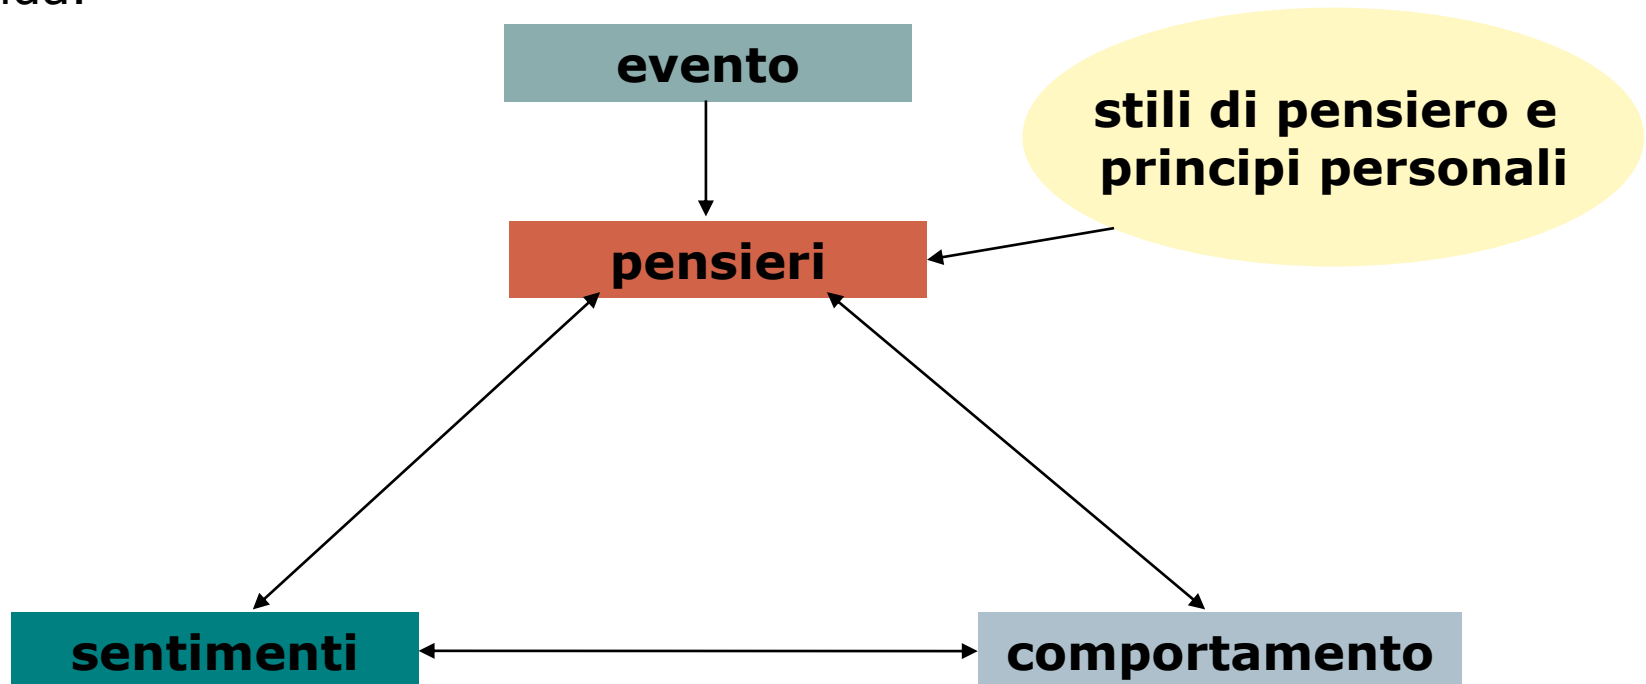 evento
stili di pensiero e
principi personali
pensieri
sentimenti
comportamento